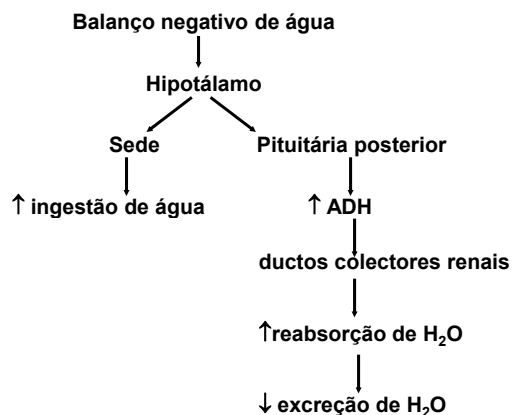 Balanço negativo de água
Hipotálamo
Sede
Pituitária posterior
↑ ingestão de água
↑ ADH
ductos colectores renais
↑reabsorção de H₂O
↓ excreção de H₂O